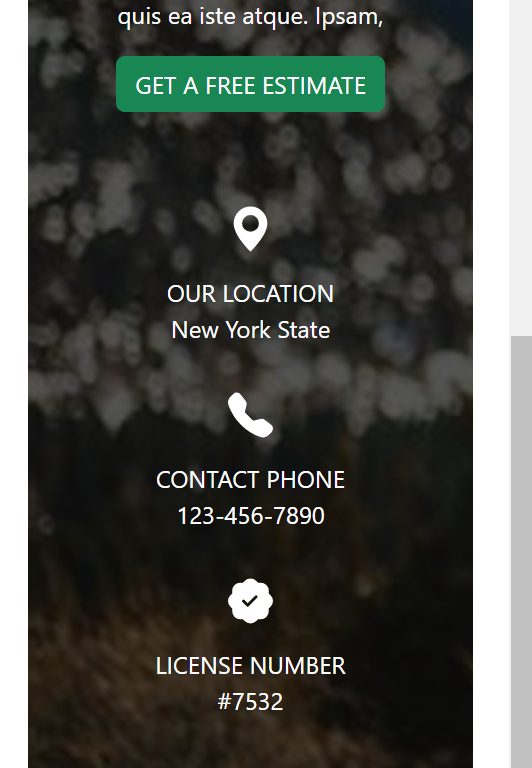 quis ea iste atque. Ipsam,
GET A FREE ESTIMATE
OUR LOCATION
New York State
CONTACT PHONE
123-456-7890
LICENSE NUMBER
#7532